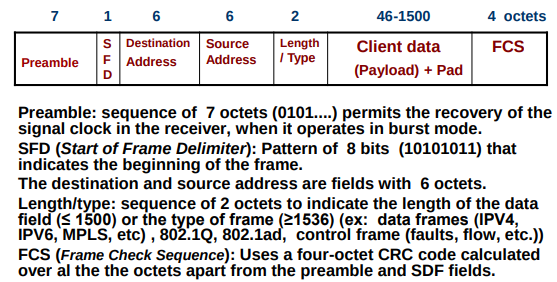 7 1 6 6 2 46-1500 4 octets
Preamble
S
F
D
Destination
Address
Source
Address
Length
/ Type
Client data
(Payload) + Pad
FCS
Preamble: sequence of 7 octets (0101....) permits the recovery of the
signal clock in the receiver, when it operates in burst mode.
SFD (Start of Frame Delimiter): Pattern of 8 bits (10101011) that
indicates the beginning of the frame.
The destination and source address are fields with 6 octets.
Length/type: sequence of 2 octets to indicate the length of the data
field (≤ 1500) or the type of frame (≥1536) (ex: data frames (IPV4,
IPV6, MPLS, etc) , 802.1Q, 802.1ad, control frame (faults, flow, etc.))
FCS (Frame Check Sequence): Uses a four-octet CRC code calculated
over al the the octets apart from the preamble and SDF fields.